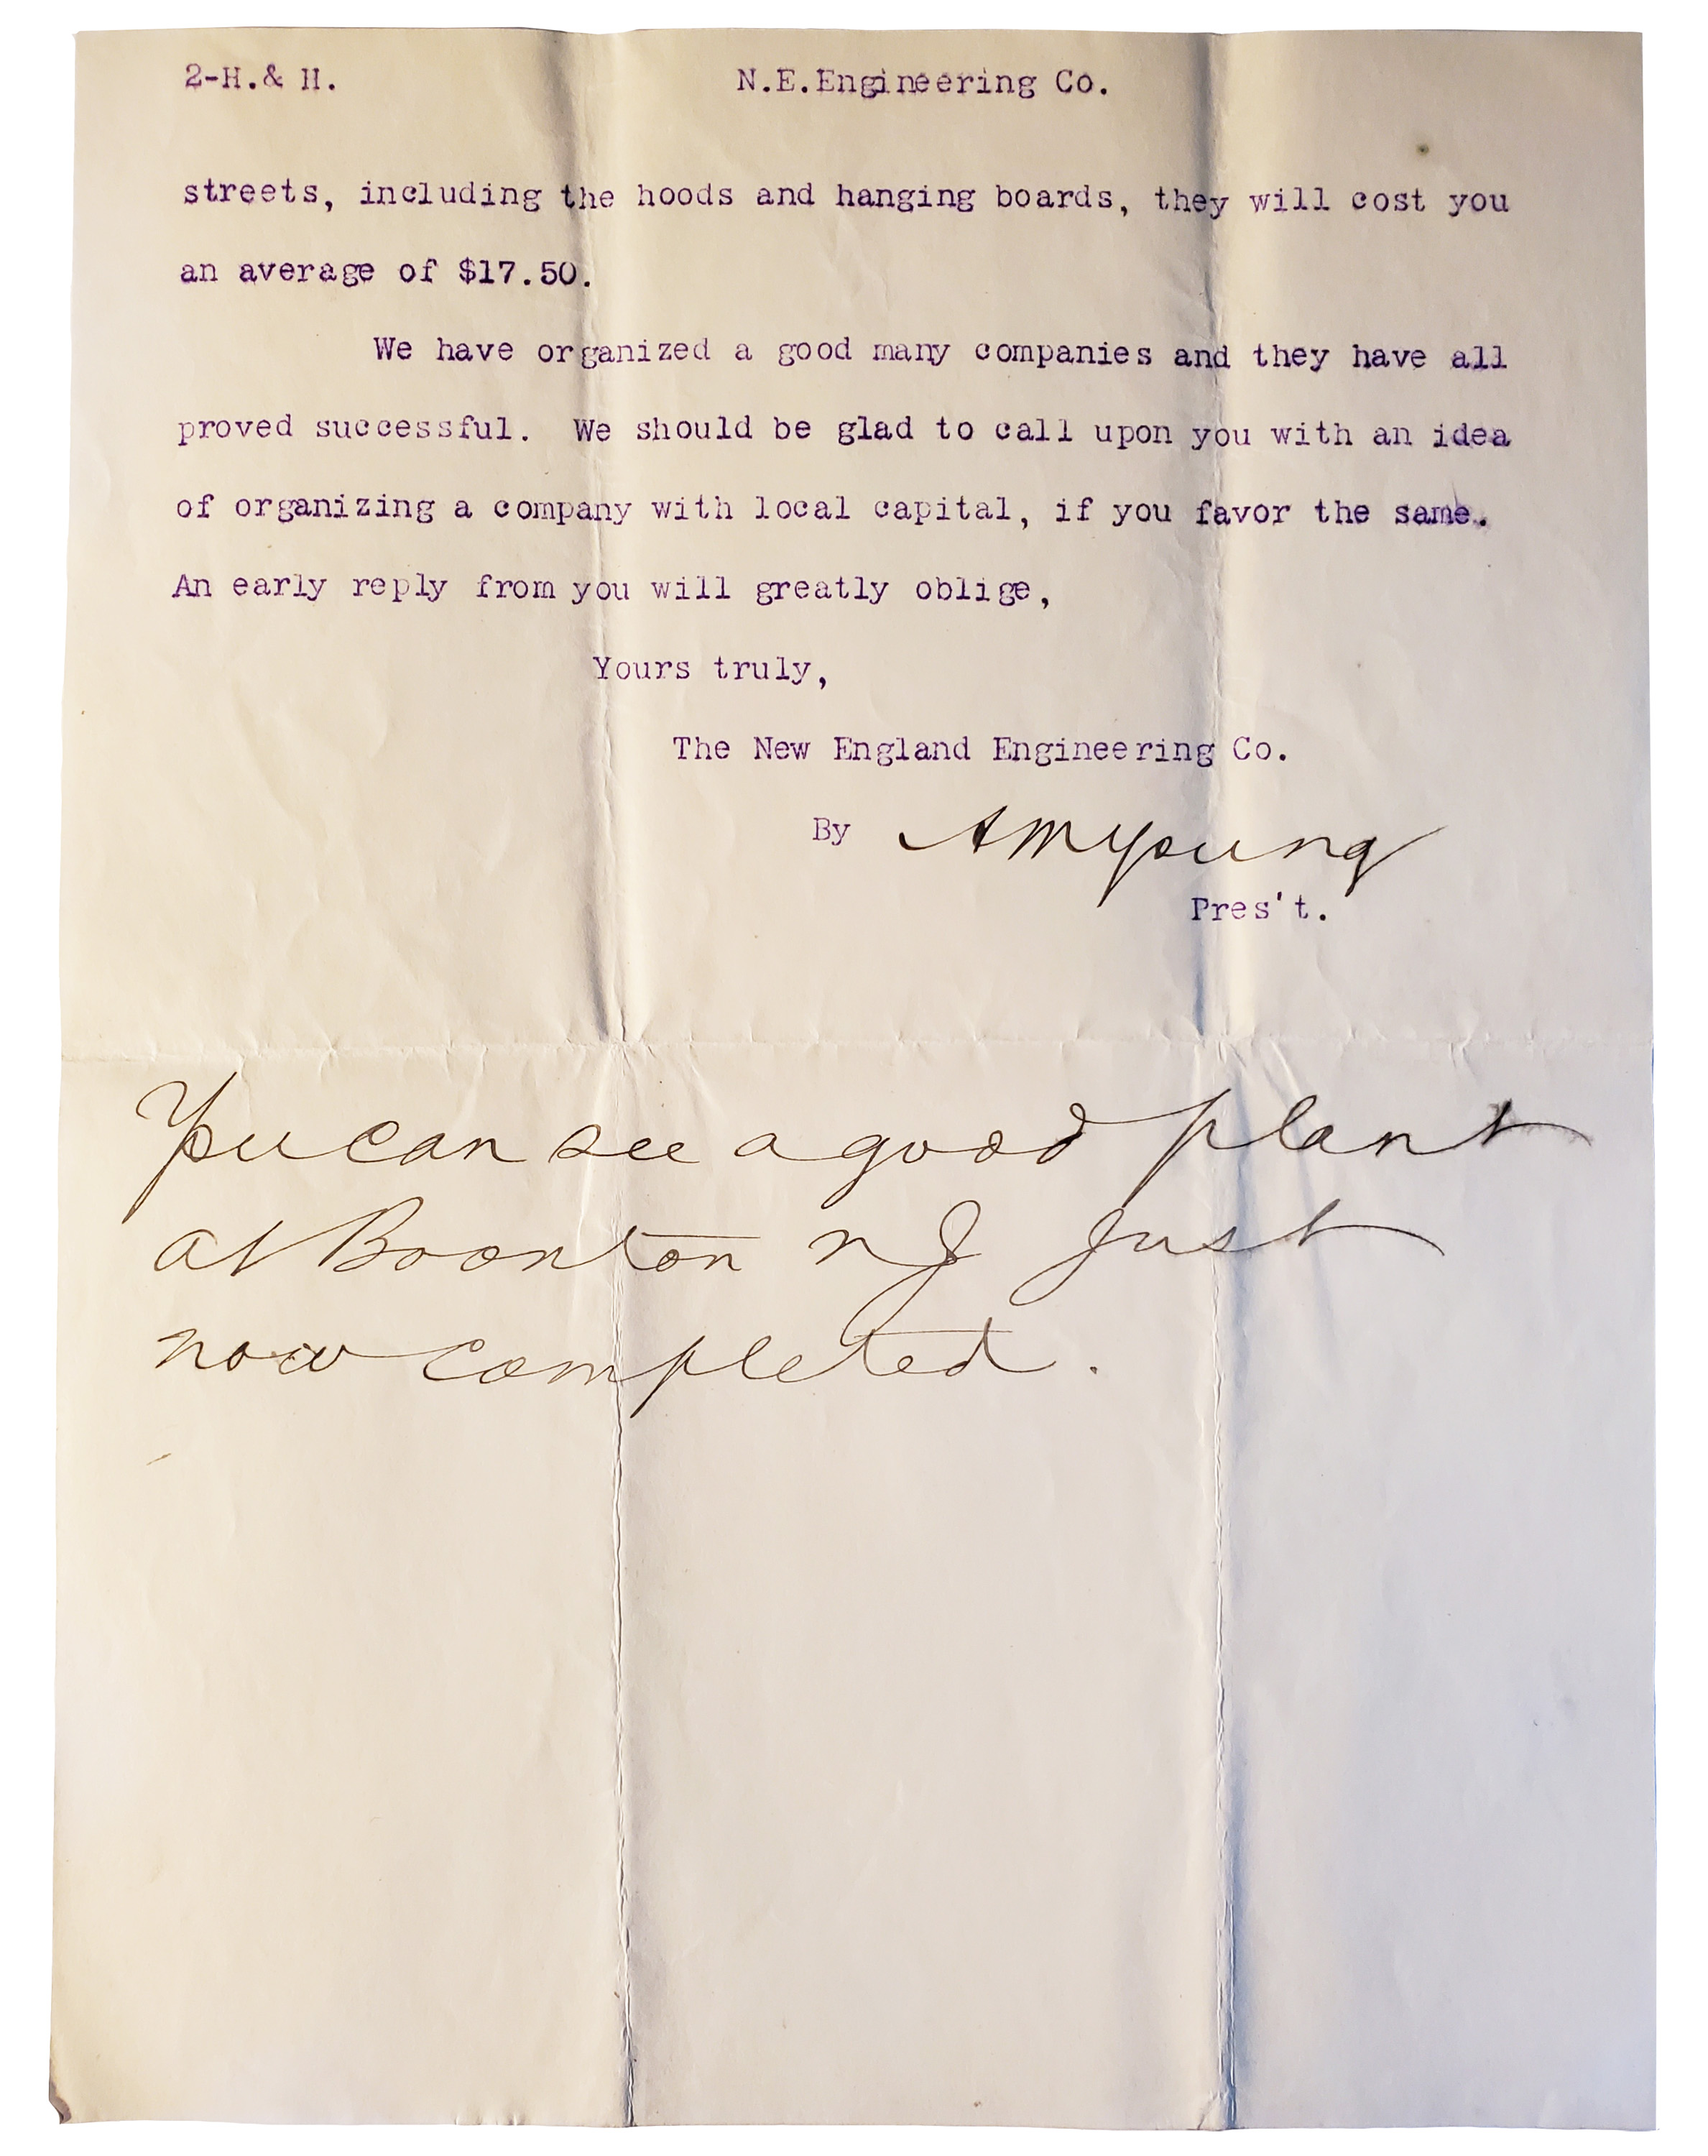 2-H.& H. N.E.Engineering Co.
streets, including the hoods and hanging boards, they will cost you
an average of $17.50.
We have organized a good many companies and they have all
proved successful. We should be glad to call upon you with an idea
of organizing a company with local capital, if you favor the same.
An early reply from you will greatly oblige,
Yours truly,
The New England Engineering Co.
By AMYoung
Pres't.
You can see a good plant
at Boonton NJ just
now completed.